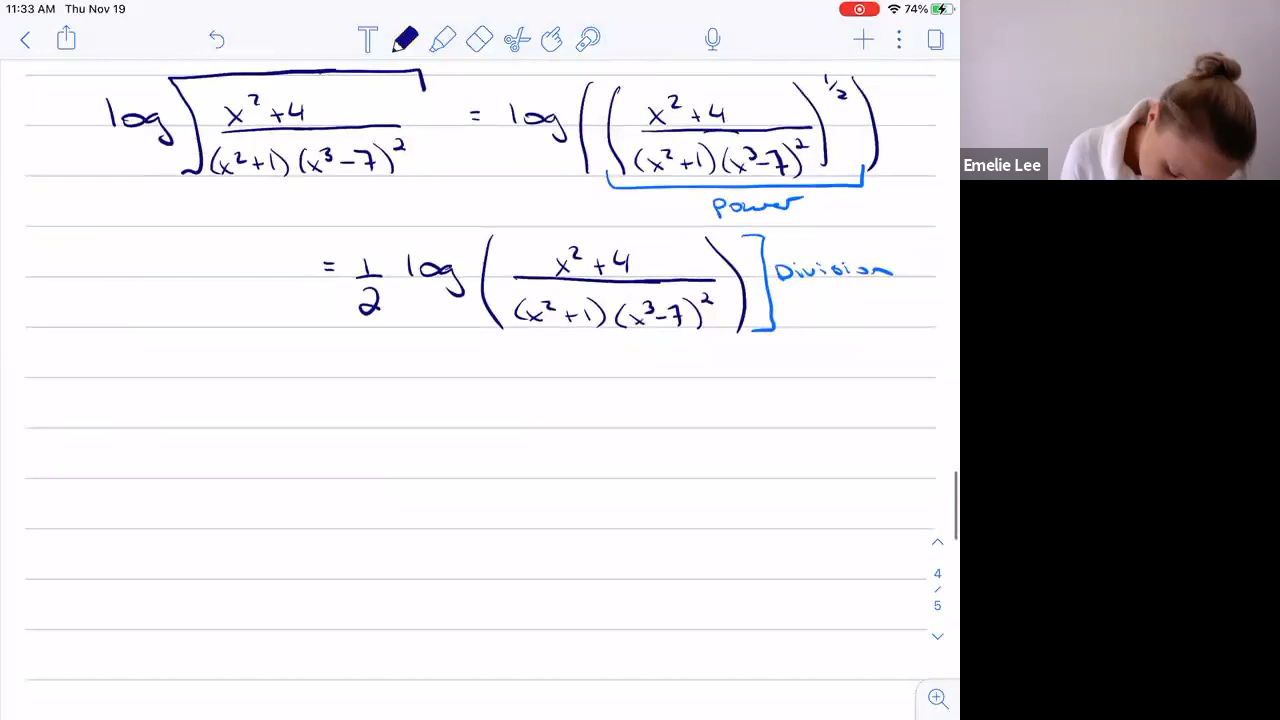 11:33 AM Thu Nov 19 74%
log √((x² + 4)/((x² + 1)(x³ − 7)²)) = log(((x² + 4)/((x² + 1)(x³ − 7)²))^(1/2))
Power
= 1/2 log((x² + 4)/((x² + 1)(x³ − 7)²)) ] Division
Emelie Lee
4
/
5